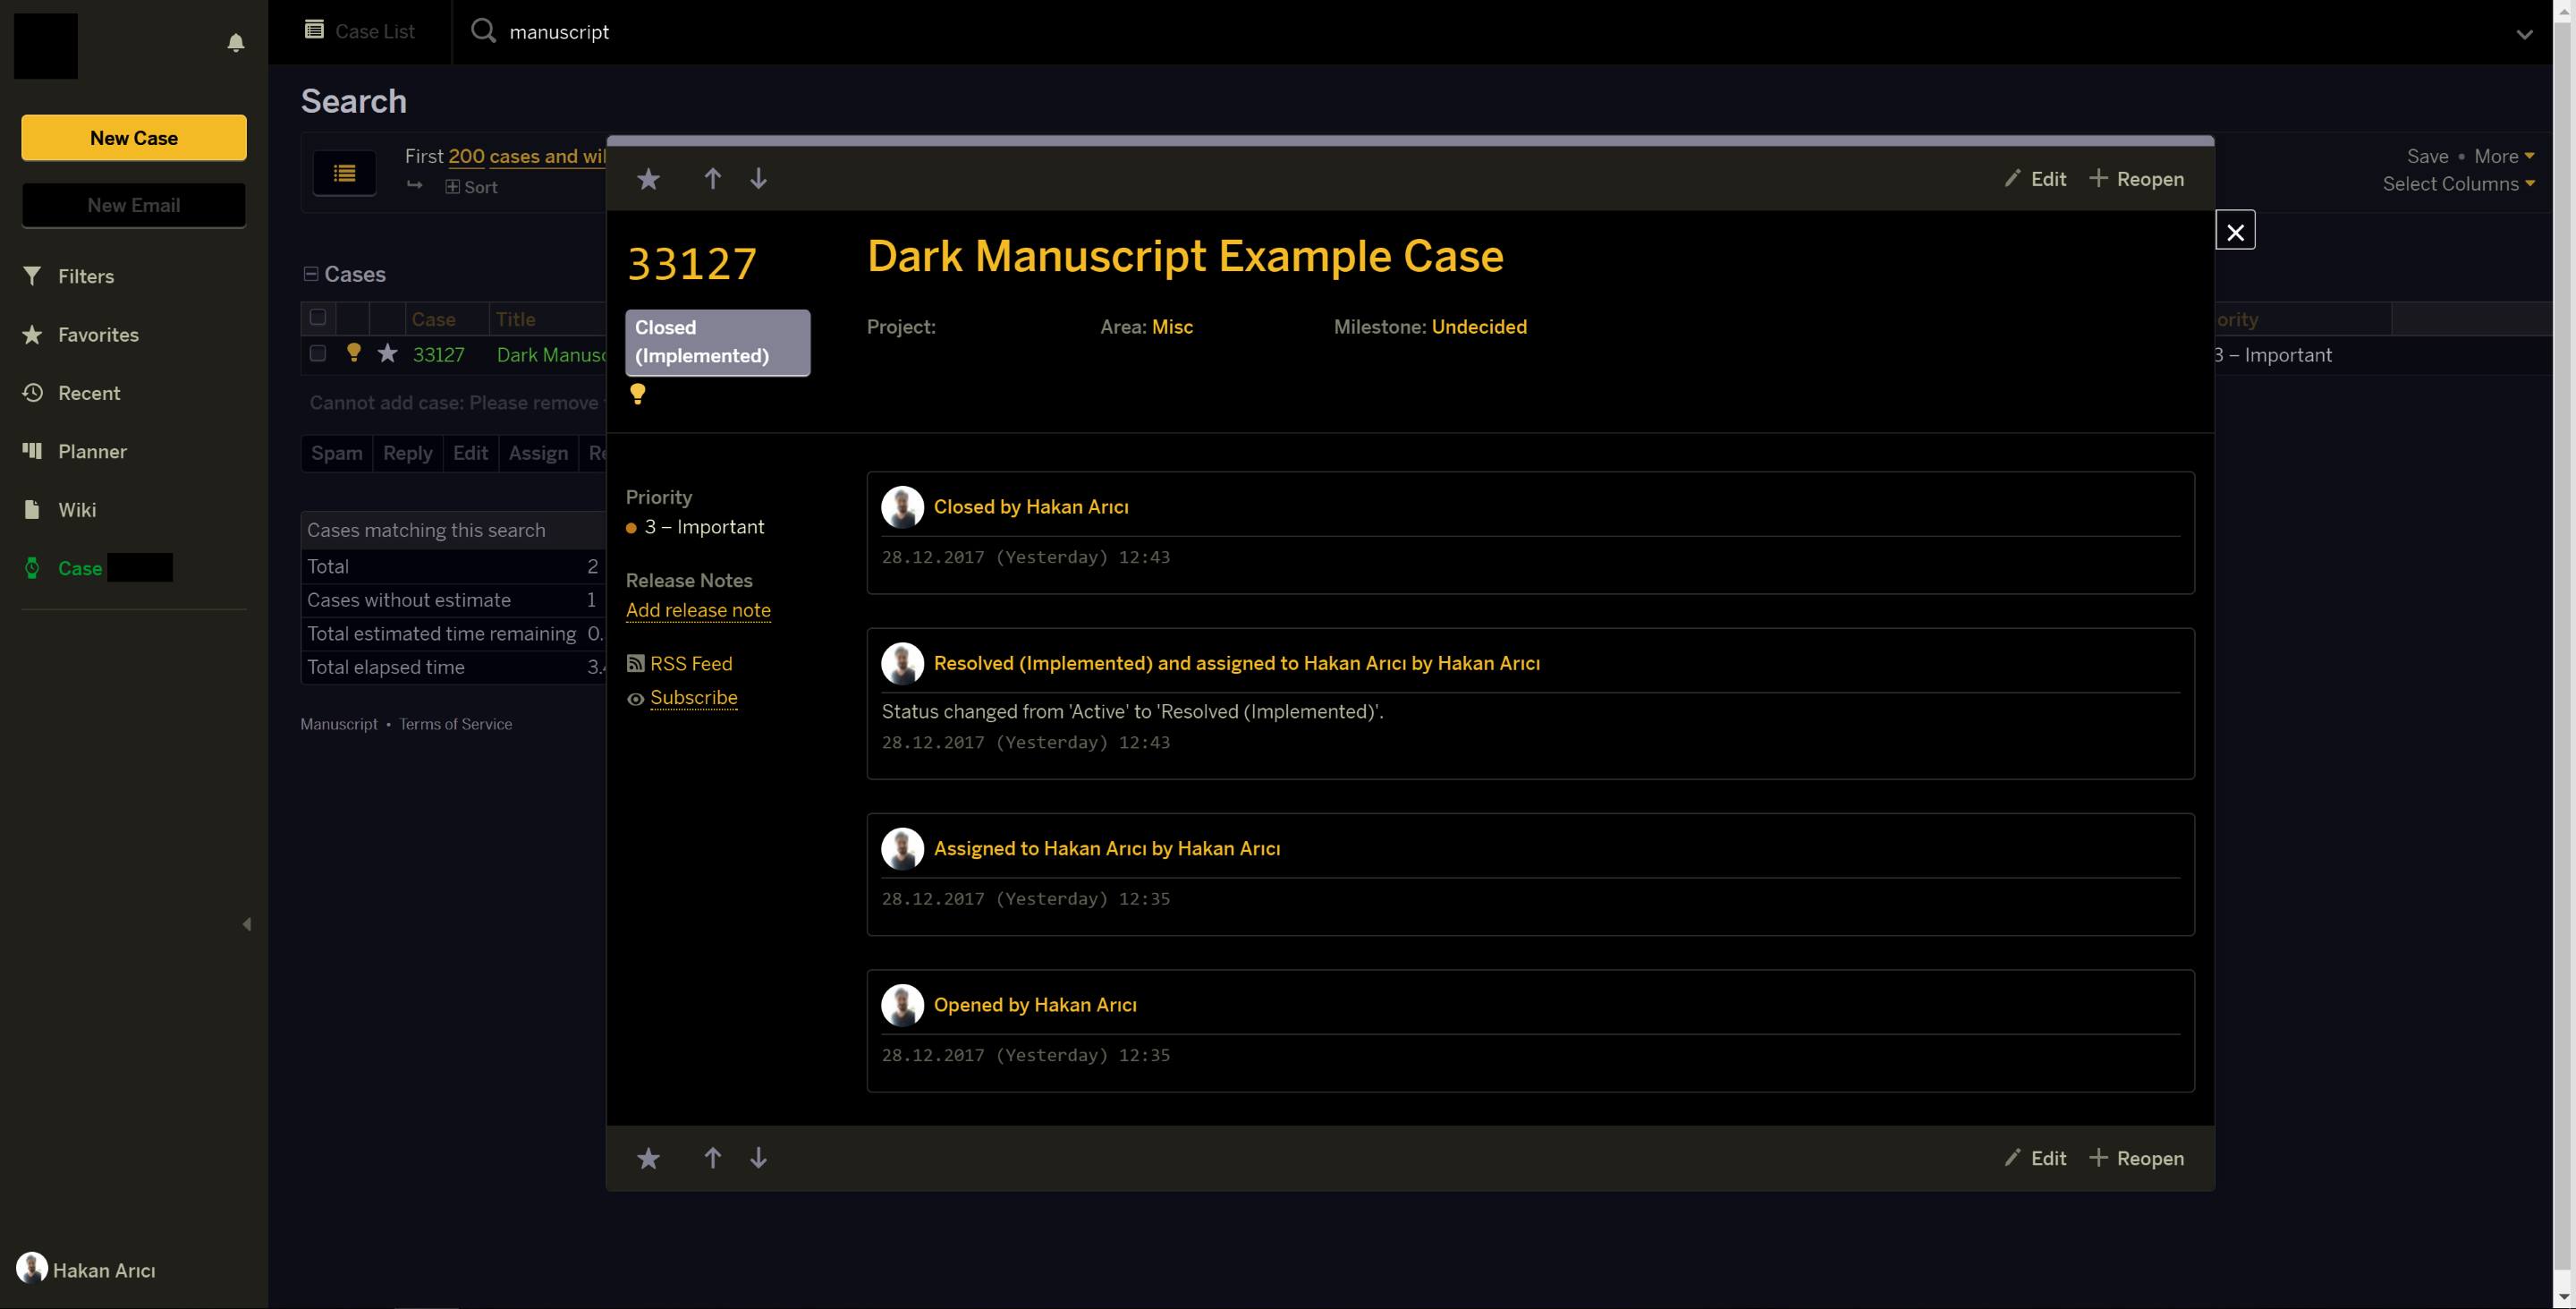 Case List
manuscript
New Case
New Email
Filters
Favorites
Recent
Planner
Wiki
Case
Hakan Arıcı
Search
First 200 cases and
Sort
Save • More
Select Columns
Cases
Case Title
33127 Dark
ority
3 – Important
Cannot add case: Please remove
Spam Reply Edit Assign
Cases matching this search
Total 2
Cases without estimate 1
Total estimated time remaining 0.
Total elapsed time 3.
Manuscript • Terms of Service
Edit Reopen
33127
Dark Manuscript Example Case
Closed
(Implemented)
Project:
Area: Misc
Milestone: Undecided
Priority
3 – Important
Release Notes
Add release note
RSS Feed
Subscribe
Closed by Hakan Arıcı
28.12.2017 (Yesterday) 12:43
Resolved (Implemented) and assigned to Hakan Arıcı by Hakan Arıcı
Status changed from 'Active' to 'Resolved (Implemented)'.
28.12.2017 (Yesterday) 12:43
Assigned to Hakan Arıcı by Hakan Arıcı
28.12.2017 (Yesterday) 12:35
Opened by Hakan Arıcı
28.12.2017 (Yesterday) 12:35
Edit Reopen